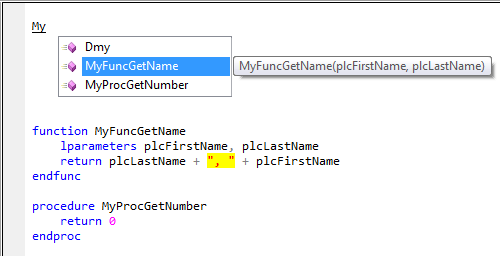 My
Dmy
MyFuncGetName MyFuncGetName(plcFirstName, plcLastName)
MyProcGetNumber
function MyFuncGetName
lparameters plcFirstName, plcLastName
return plcLastName + ", " + plcFirstName
endfunc
procedure MyProcGetNumber
return 0
endproc